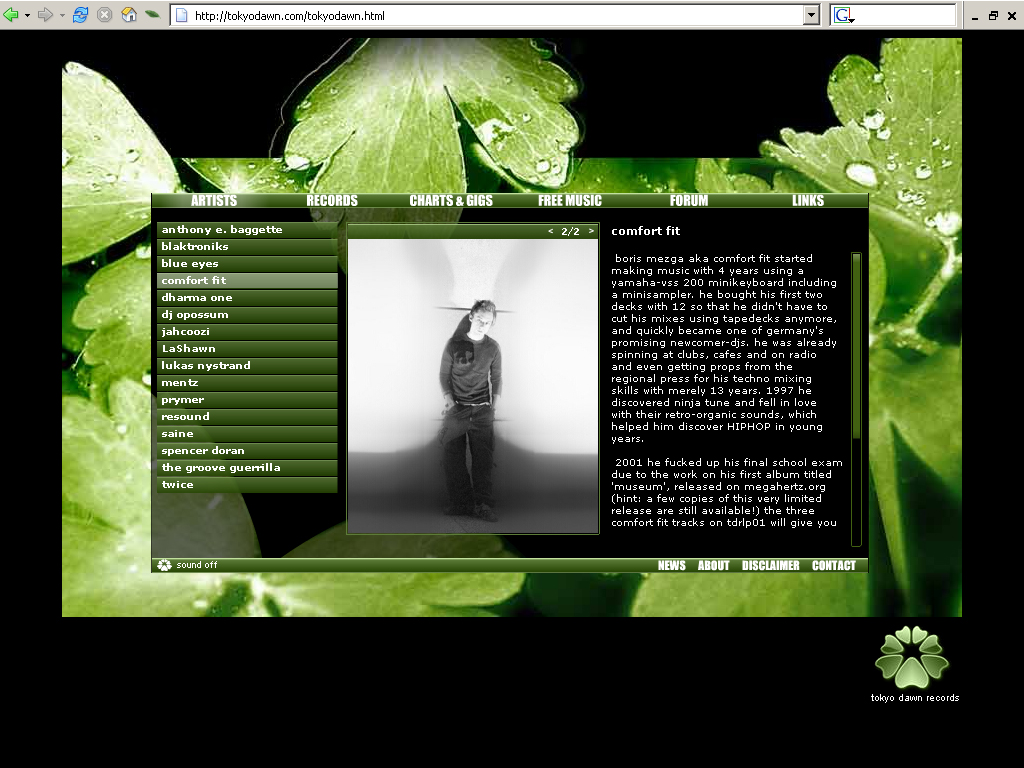 http://tokyodawn.com/tokyodawn.html
G
ARTISTS RECORDS CHARTS & GIGS FREE MUSIC FORUM LINKS
anthony e. baggette
blaktroniks
blue eyes
comfort fit
dharma one
dj opossum
jahcoozi
LaShawn
lukas nystrand
mentz
prymer
resound
saine
spencer doran
the groove guerrilla
twice
< 2/2 >
comfort fit
boris mezga aka comfort fit started
making music with 4 years using a
yamaha-vss 200 minikeyboard including
a minisampler. he bought his first two
decks with 12 so that he didn't have to
cut his mixes using tapedecks anymore,
and quickly became one of germany's
promising newcomer-djs. he was already
spinning at clubs, cafes and on radio
and even getting props from the
regional press for his techno mixing
skills with merely 13 years. 1997 he
discovered ninja tune and fell in love
with their retro-organic sounds, which
helped him discover HIPHOP in young
years.
2001 he fucked up his final school exam
due to the work on his first album titled
'museum', released on megahertz.org
(hint: a few copies of this very limited
release are still available!) the three
comfort fit tracks on tdrlp01 will give you
sound off
NEWS ABOUT DISCLAIMER CONTACT
tokyo dawn records